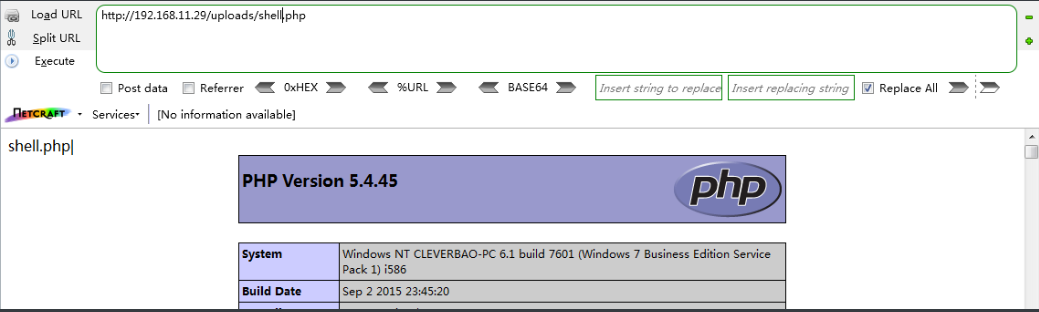 Load URL
http://192.168.11.29/uploads/shell.php
Split URL
Execute
Post data Referrer 0xHEX %URL BASE64 Insert string to replace Insert replacing string Replace All
NETCRAFT Services [No information available]
shell.php
PHP Version 5.4.45
php
System Windows NT CLEVERBAO-PC 6.1 build 7601 (Windows 7 Business Edition Service
Pack 1) i586
Build Date Sep 2 2015 23:45:20